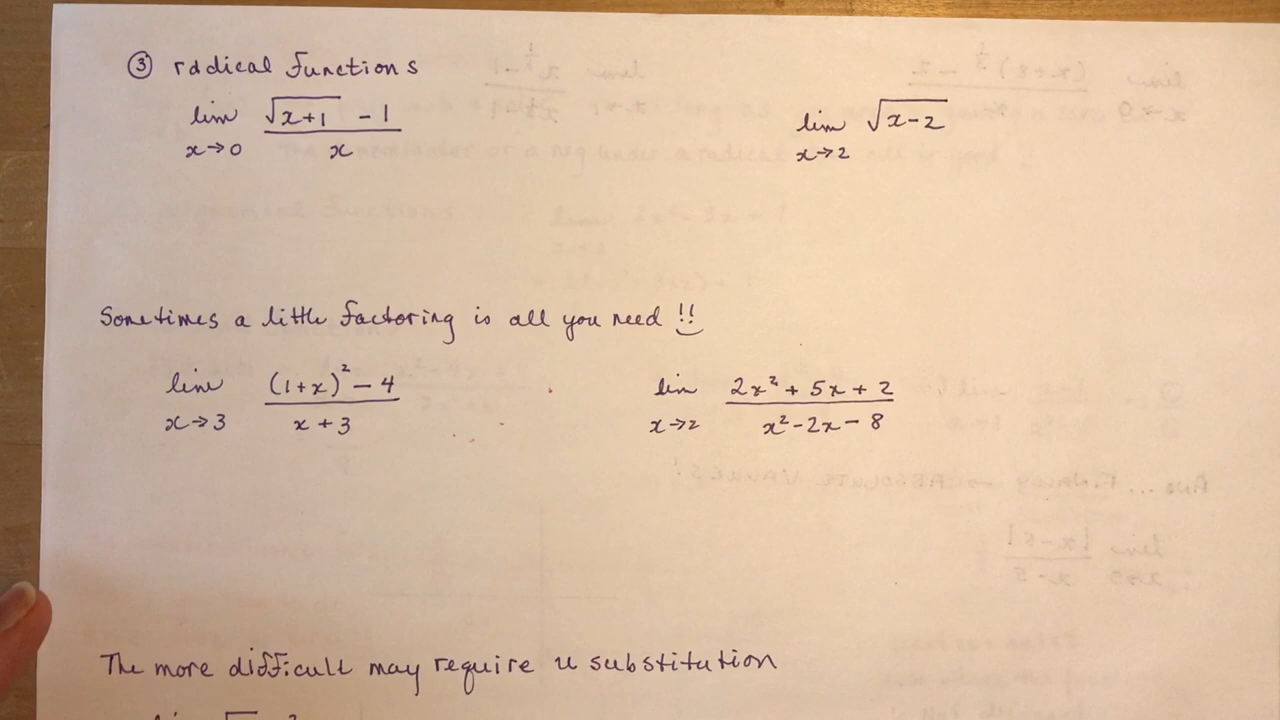 ③ radical functions
lim x→0 (√(x+1) - 1)/x lim x→2 √(x-2)
Sometimes a little factoring is all you need !!
lim x→3 ((1+x)² - 4)/(x+3) lim x→2 (2x² + 5x + 2)/(x² - 2x - 8)
The more difficult may require u substitution